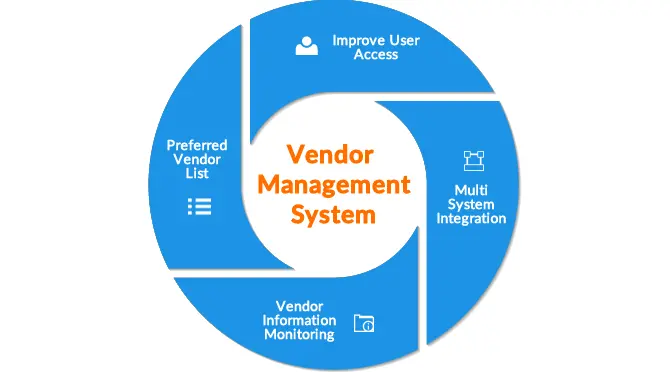 Improve User
Access
Preferred
Vendor
List
Vendor
Management
System
Multi
System
Integration
Vendor
Information
Monitoring